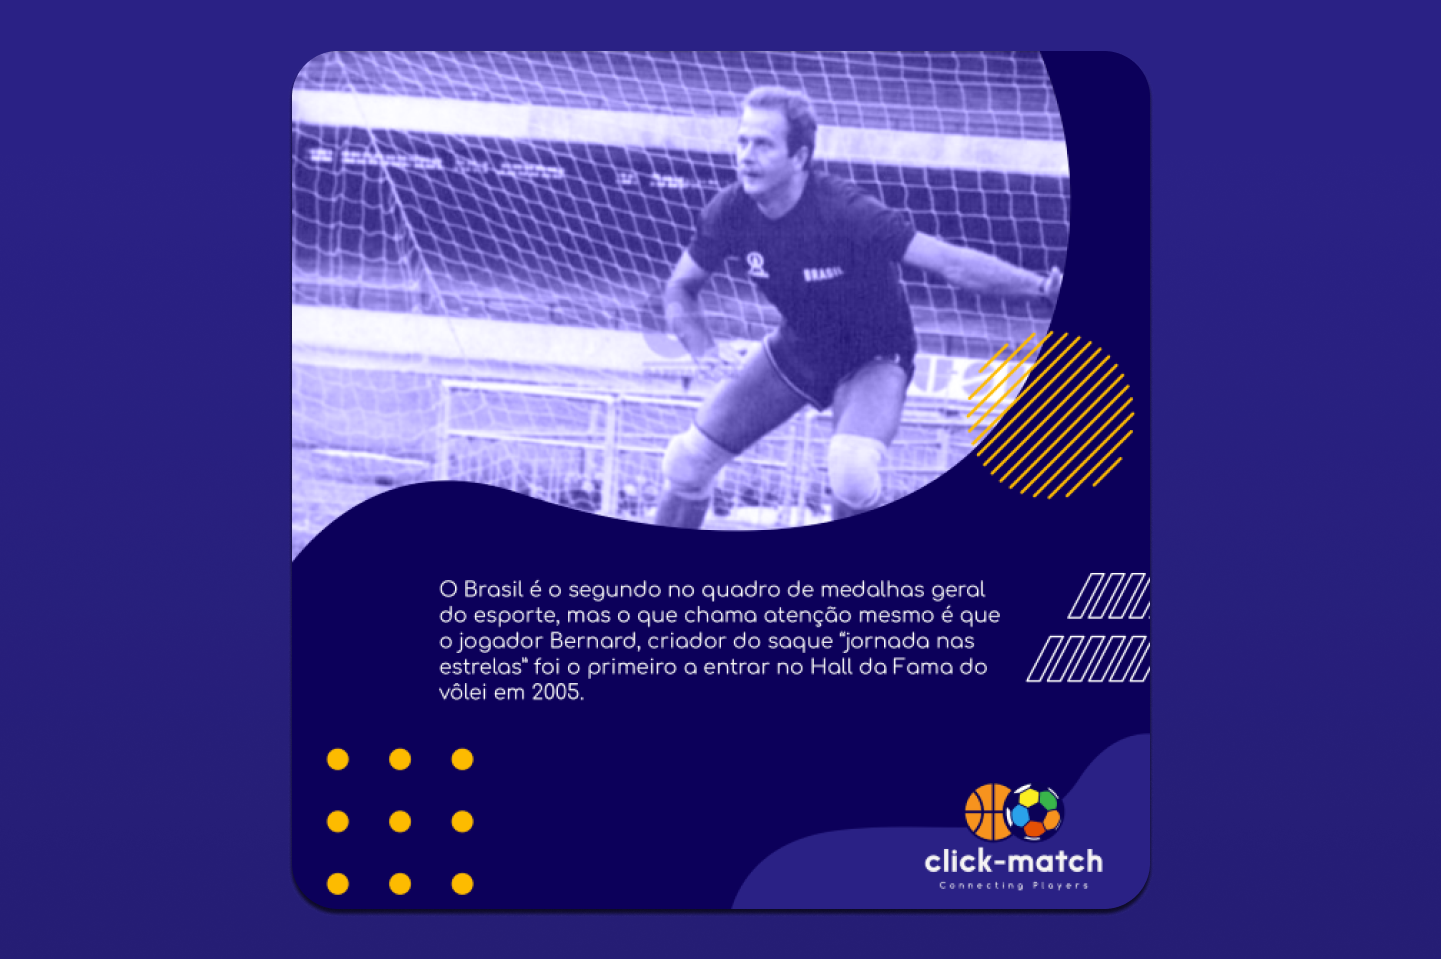 BRASIL
O Brasil é o segundo no quadro de medalhas geral
do esporte, mas o que chama atenção mesmo é que
o jogador Bernard, criador do saque “jornada nas
estrelas” foi o primeiro a entrar no Hall da Fama do
vôlei em 2005.
click-match
Connecting Players